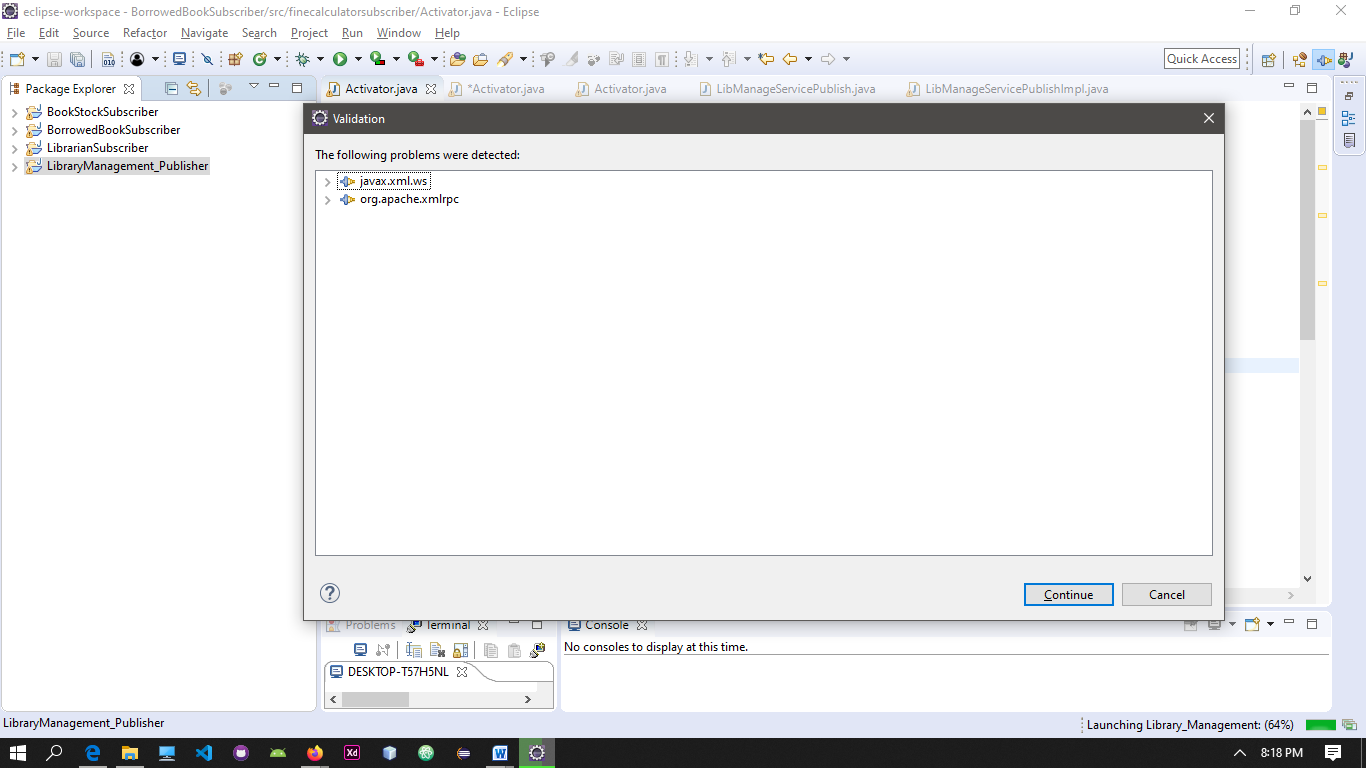 eclipse-workspace - BorrowedBookSubscriber/src/finecalculatorsubscriber/Activator.java - Eclipse
File Edit Source Refactor Navigate Search Project Run Window Help
Quick Access
Package Explorer
Activator.java *Activator.java Activator.java LibManageServicePublish.java LibManageServicePublishImpl.java
BookStockSubscriber
BorrowedBookSubscriber
LibrarianSubscriber
LibraryManagement_Publisher
Validation
The following problems were detected:
javax.xml.ws
org.apache.xmlrpc
?
Continue Cancel
Problems Terminal Console
No consoles to display at this time.
DESKTOP-T57H5NL
LibraryManagement_Publisher Launching Library_Management: (64%)
Xd
W
8:18 PM